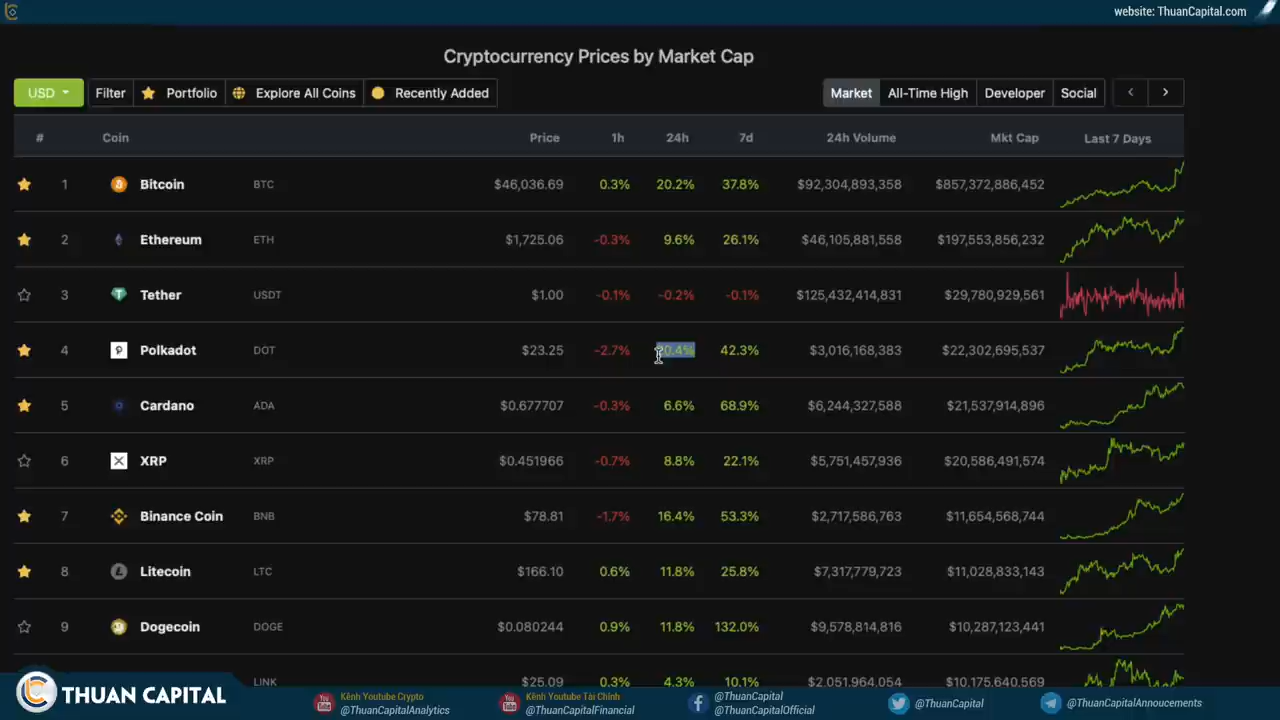 website: ThuanCapital.com
Cryptocurrency Prices by Market Cap
USD Filter Portfolio Explore All Coins Recently Added Market All-Time High Developer Social
# Coin Price 1h 24h 7d 24h Volume Mkt Cap Last 7 Days
1 Bitcoin BTC $46,036.69 0.3% 20.2% 37.8% $92,304,893,358 $857,372,886,452
2 Ethereum ETH $1,725.06 -0.3% 9.6% 26.1% $46,105,881,558 $197,553,856,232
3 Tether USDT $1.00 -0.1% -0.2% -0.1% $125,432,414,831 $29,780,929,561
4 Polkadot DOT $23.25 -2.7% 20.4% 42.3% $3,016,168,383 $22,302,695,537
5 Cardano ADA $0.677707 -0.3% 6.6% 68.9% $6,244,327,588 $21,537,914,896
6 XRP XRP $0.451966 -0.7% 8.8% 22.1% $5,751,457,936 $20,586,491,574
7 Binance Coin BNB $78.81 -1.7% 16.4% 53.3% $2,717,586,763 $11,654,568,744
8 Litecoin LTC $166.10 0.6% 11.8% 25.8% $7,317,779,723 $11,028,833,143
9 Dogecoin DOGE $0.080244 0.9% 11.8% 132.0% $9,578,814,816 $10,287,123,441
LINK $25.09 0.3% 4.3% 10.1% $2,051,964,054 $10,175,640,569
THUAN CAPITAL
Kênh Youtube Crypto
@ThuanCapitalAnalytics
Kênh Youtube Tài Chính
@ThuanCapitalFinancial
@ThuanCapital
@ThuanCapitalOfficial
@ThuanCapital
@ThuanCapitalAnnoucements